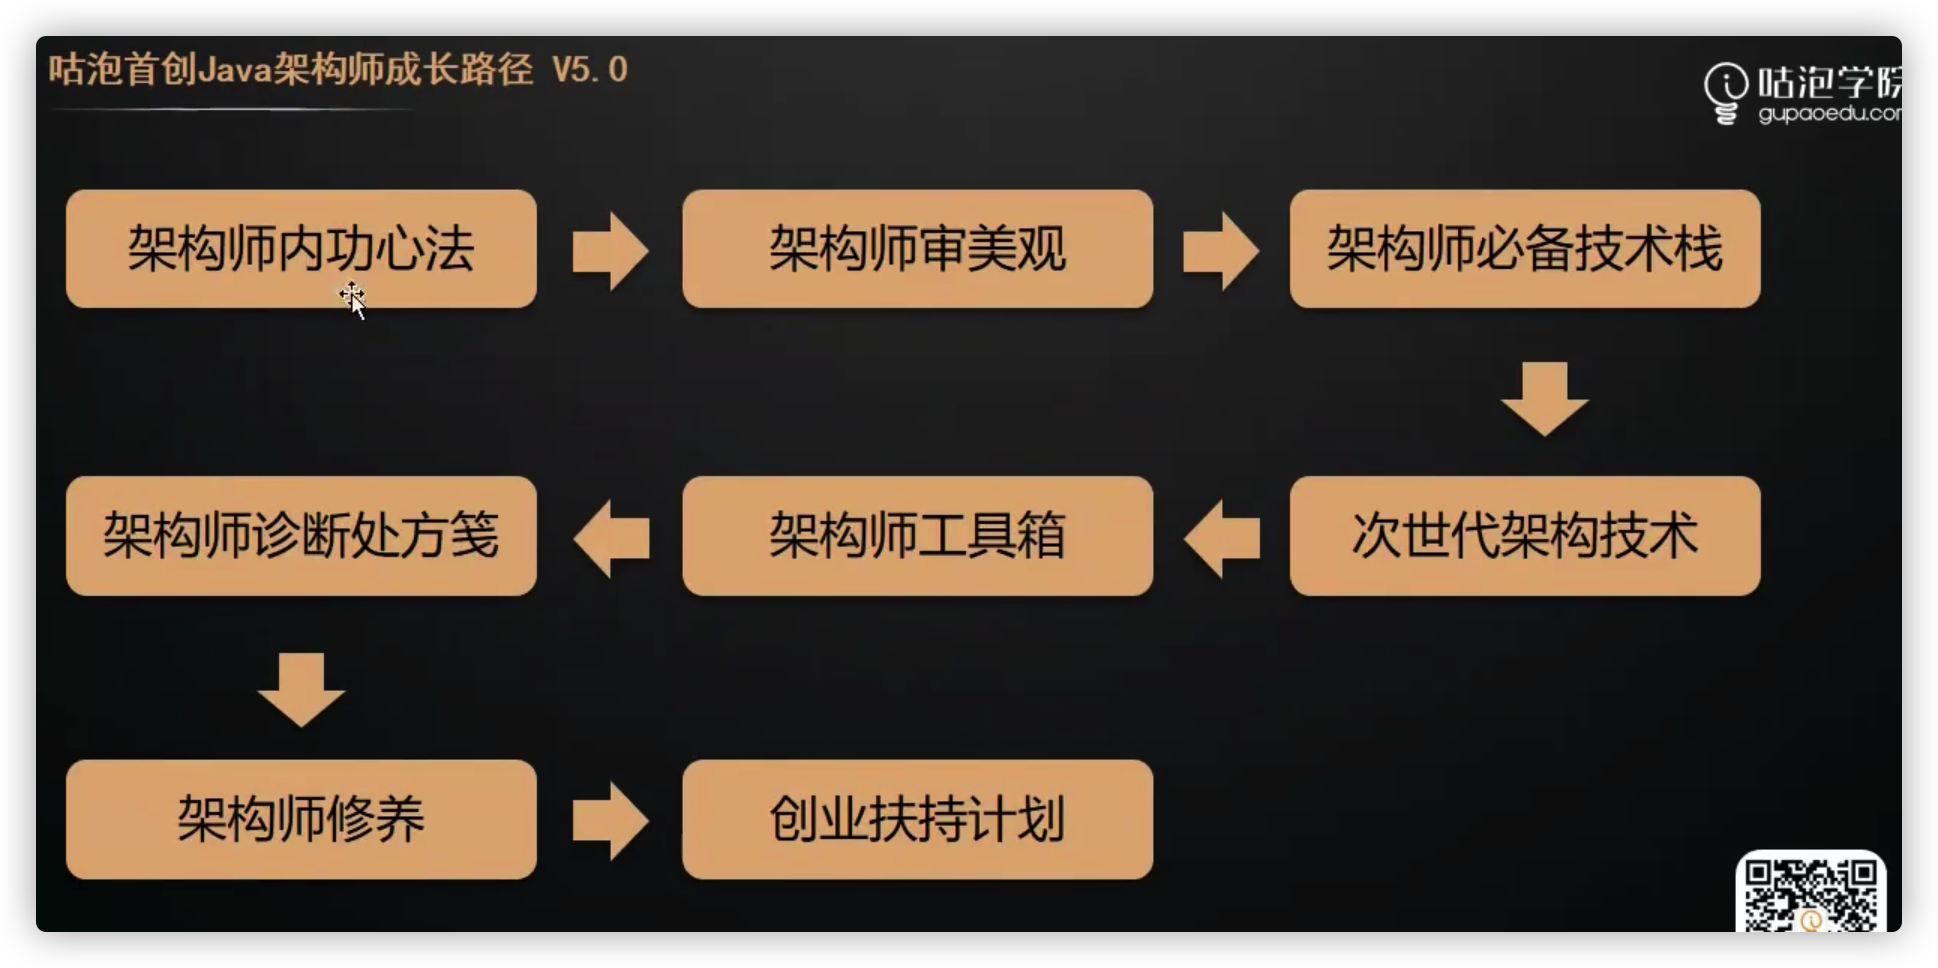 咕泡首创Java架构师成长路径 V5.0
咕泡学院
gupaoedu.com
架构师内功心法
架构师审美观
架构师必备技术栈
次世代架构技术
架构师工具箱
架构师诊断处方笺
架构师修养
创业扶持计划